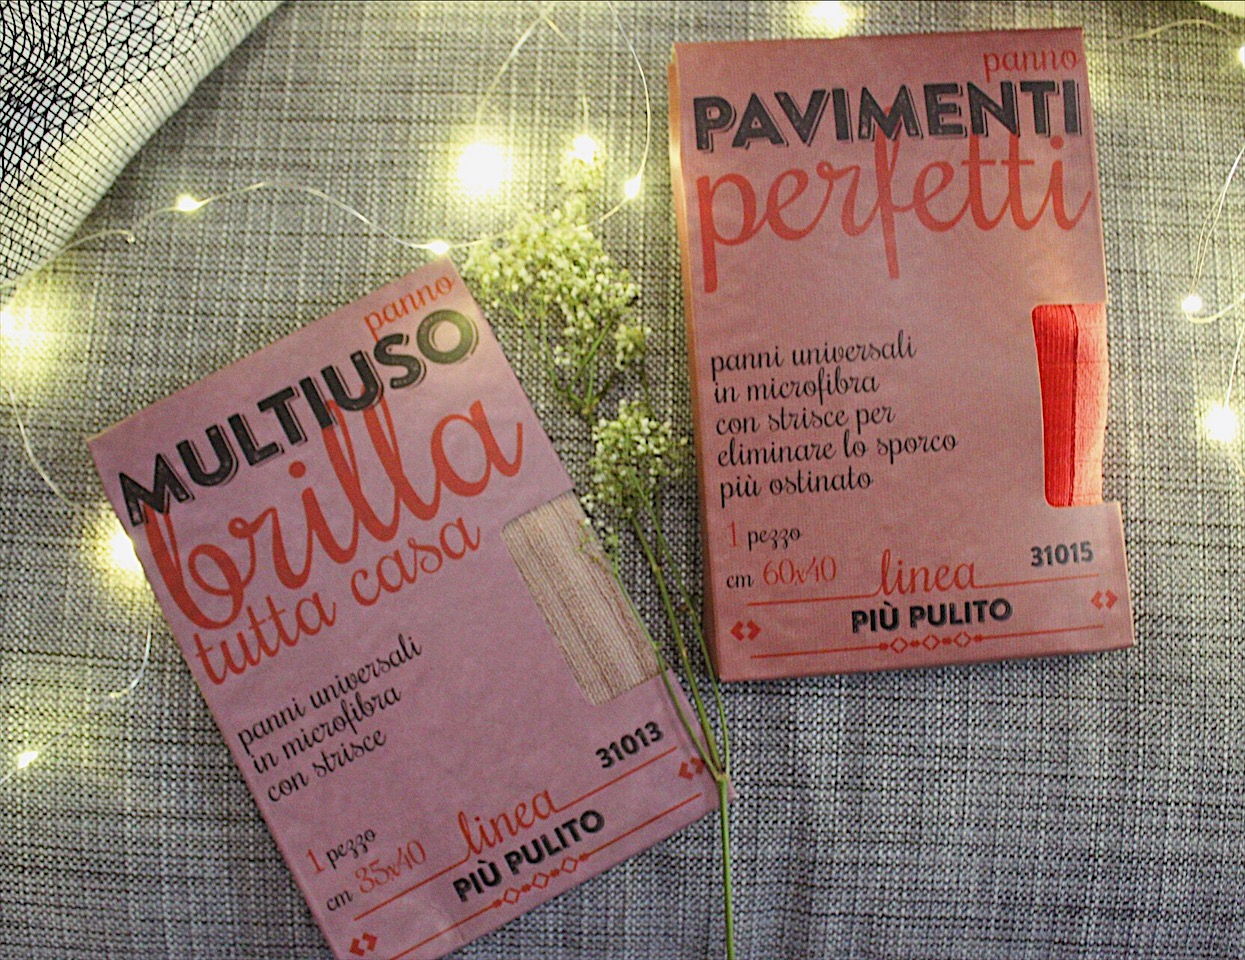 panno
MULTIUSO
brilla
tutta casa
panni universali
in microfibra
con strisce
1 pezzo
cm 35x40
31013
linea
PIÙ PULITO
panno
PAVIMENTI
perfetti
panni universali
in microfibra
con strisce per
eliminare lo sporco
più ostinato
1 pezzo
cm 60x40
31015
linea
PIÙ PULITO